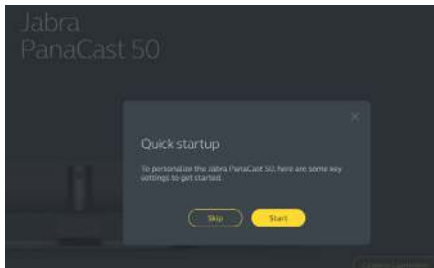 Jabra
PanaCast 50
Quick startup
To personalize the Jabra PanaCast 50, here are some key
settings to get started.
Skip
Start